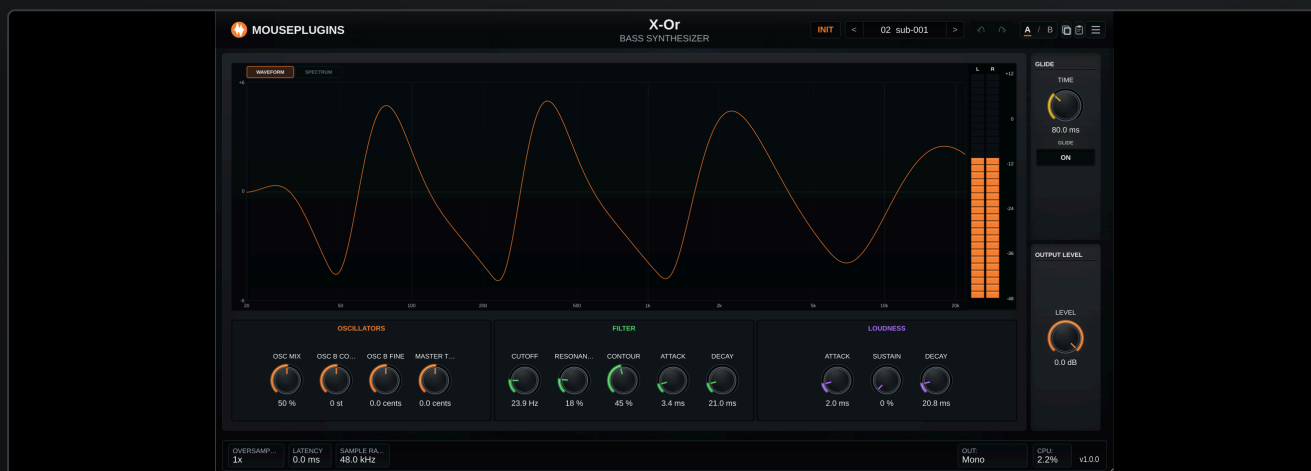 MOUSEPLUGINS
X-Or
BASS SYNTHESIZER
INIT < 02 sub-001 > A / B
WAVEFORM SPECTRUM
L R
+6
0
-6
20 50 100 200 500 1k 2k 5k 10k 20k
+12
0
-12
-24
-36
-48
GLIDE
TIME
80.0 ms
GLIDE
ON
OUTPUT LEVEL
LEVEL
0.0 dB
OSCILLATORS
OSC MIX OSC B CO... OSC B FINE MASTER T...
50 % 0 st 0.0 cents 0.0 cents
FILTER
CUTOFF RESONAN... CONTOUR ATTACK DECAY
23.9 Hz 18 % 45 % 3.4 ms 21.0 ms
LOUDNESS
ATTACK SUSTAIN DECAY
2.0 ms 0 % 20.8 ms
OVERSAMP... LATENCY SAMPLE RA...
1x 0.0 ms 48.0 kHz
OUT: CPU:
Mono 2.2% v1.0.0